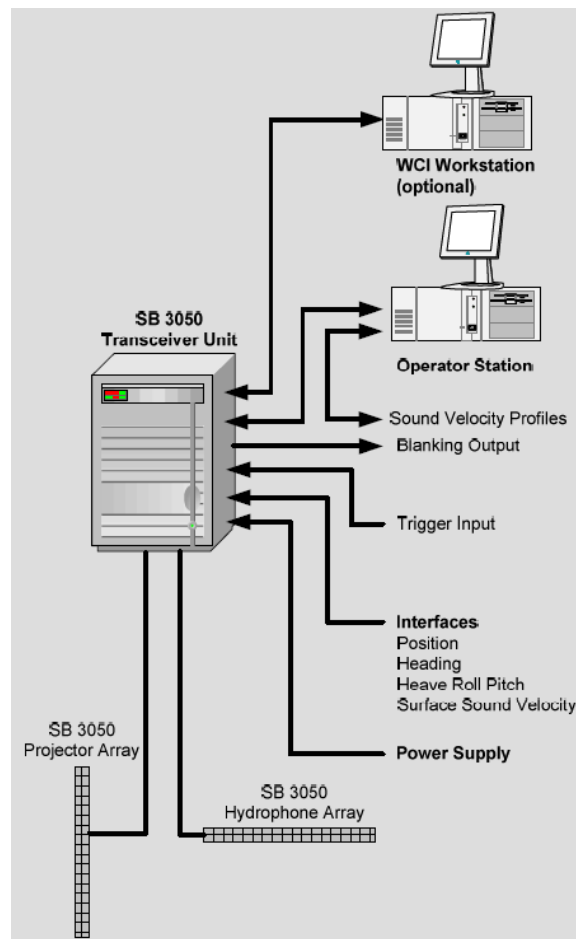 WCI Workstation
(optional)
SB 3050
Transceiver Unit
Operator Station
Sound Velocity Profiles
Blanking Output
Trigger Input
Interfaces
Position
Heading
Heave Roll Pitch
Surface Sound Velocity
Power Supply
SB 3050
Projector Array
SB 3050
Hydrophone Array